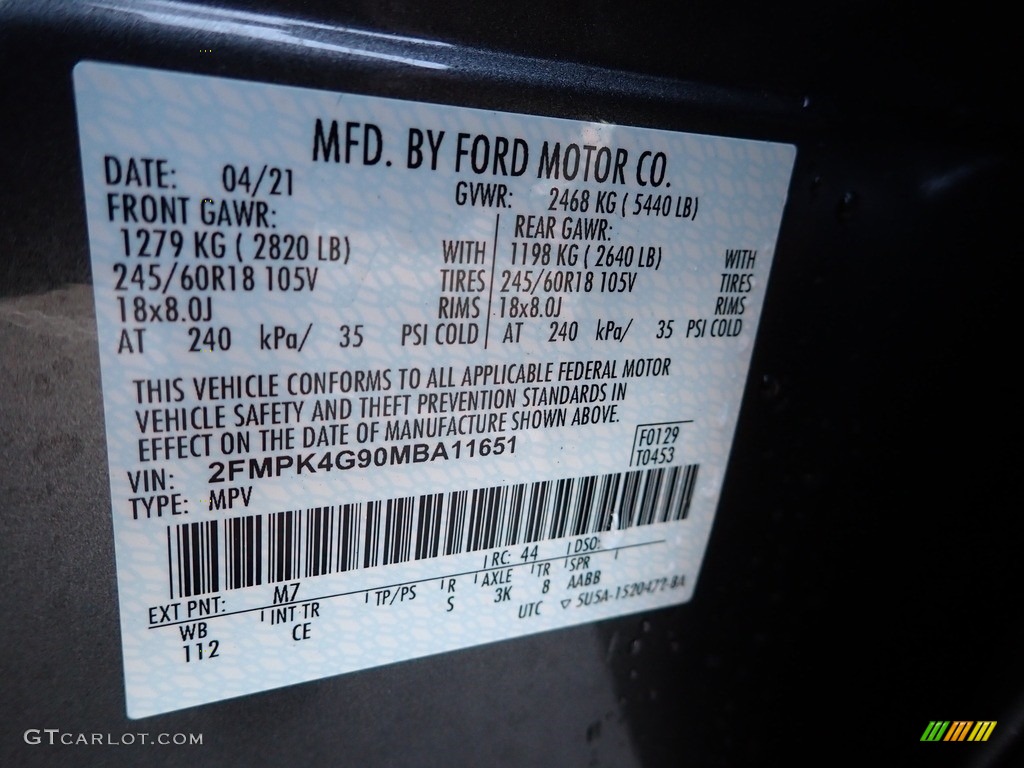 MFD. BY FORD MOTOR CO.
DATE: 04/21 GVWR: 2468 KG ( 5440 LB)
FRONT GAWR: REAR GAWR:
1279 KG ( 2820 LB) WITH 1198 KG ( 2640 LB) WITH
245/60R18 105V TIRES 245/60R18 105V TIRES
18x8.0J RIMS 18x8.0J RIMS
AT 240 kPa/ 35 PSI COLD AT 240 kPa/ 35 PSI COLD
THIS VEHICLE CONFORMS TO ALL APPLICABLE FEDERAL MOTOR
VEHICLE SAFETY AND THEFT PREVENTION STANDARDS IN
EFFECT ON THE DATE OF MANUFACTURE SHOWN ABOVE.
VIN: 2FMPK4G90MBA11651 F0129
TYPE: MPV T0453
EXT PNT: M7 RC: 44 DSO:
WB INT TR TP/PS R AXLE TR SPR
112 CE S 3K 8 AABB
UTC ▽ 5U5A-1520472-BA
GTCARLOT.COM